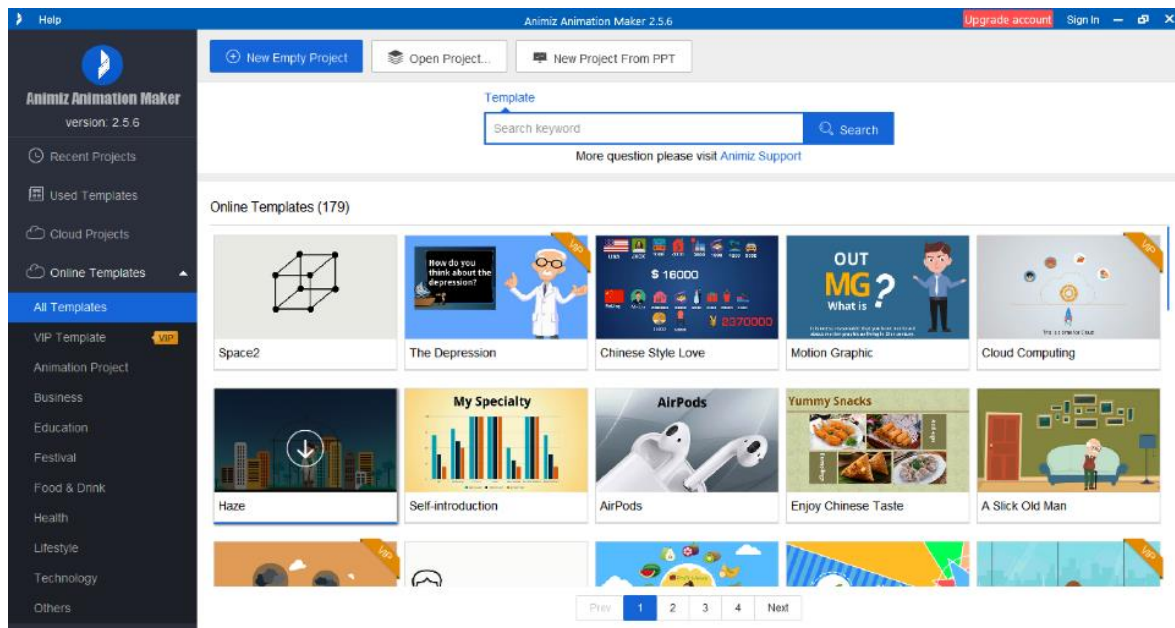 Help
Animiz Animation Maker 2.5.6
Upgrade account
Sign In
Animiz Animation Maker
version: 2.5.6
Recent Projects
Used Templates
Cloud Projects
Online Templates
All Templates
VIP Template
VIP
Animation Project
Business
Education
Festival
Food & Drink
Health
Lifestyle
Technology
Others
New Empty Project
Open Project...
New Project From PPT
Template
Search keyword
Search
More question please visit Animiz Support
Online Templates (179)
How do you
think about the
depression?
VIP
$ 16000
¥ 2370000
OUT
MG?
What is
VIP
Space2
The Depression
Chinese Style Love
Motion Graphic
Cloud Computing
My Specialty
AirPods
Yummy Snacks
Haze
Self-introduction
AirPods
Enjoy Chinese Taste
A Slick Old Man
VIP
VIP
Prev
1
2
3
4
Next